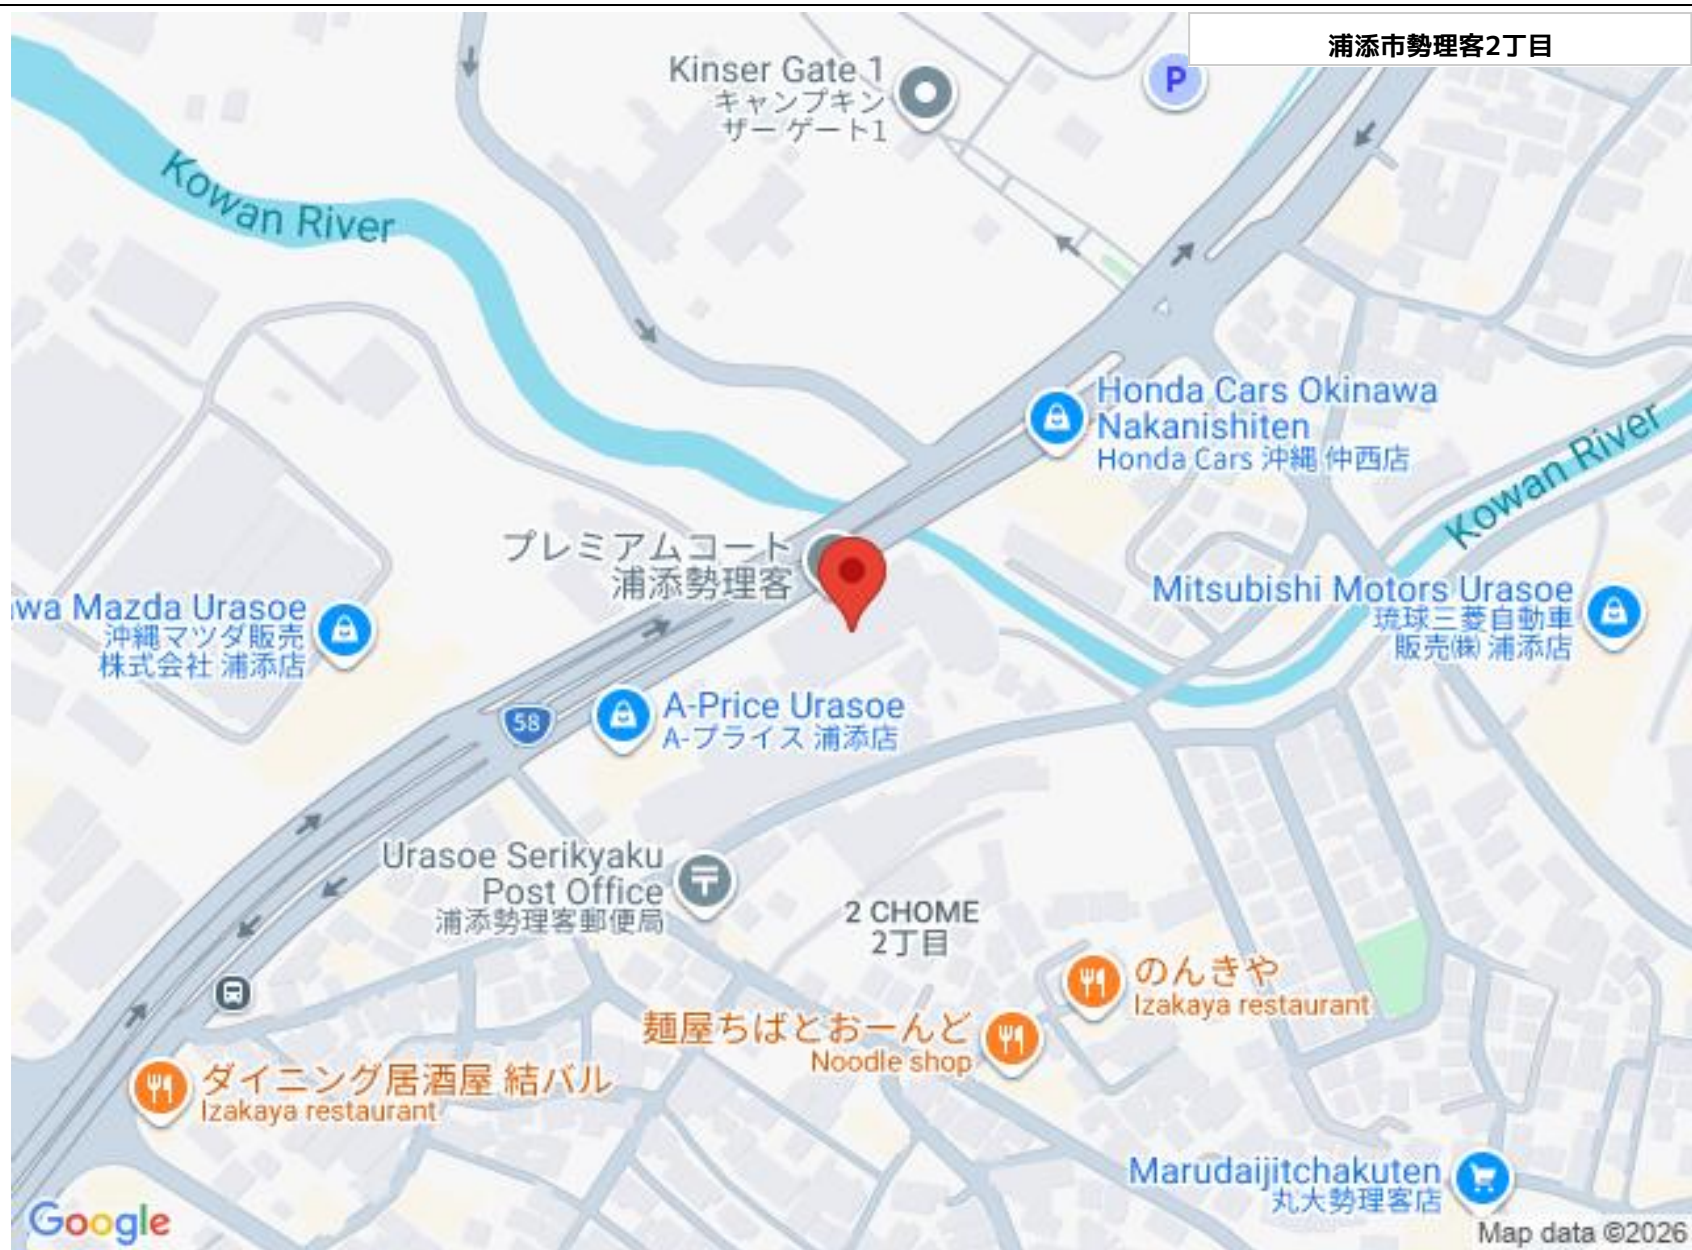 浦添市勢理客2丁目
Kinser Gate 1
キャンプキン
ザー ゲート1
P
Kowan River
Honda Cars Okinawa
Nakanishiten
Honda Cars 沖縄 仲西店
Kowan River
プレミアムコート
浦添勢理客
Mitsubishi Motors Urasoe
琉球三菱自動車
販売㈱ 浦添店
wa Mazda Urasoe
沖縄マツダ販売
株式会社 浦添店
58
A-Price Urasoe
A-プライス 浦添店
Urasoe Serikyaku
Post Office
浦添勢理客郵便局
2 CHOME
2丁目
のんきや
Izakaya restaurant
麺屋ちばとおーんど
Noodle shop
ダイニング居酒屋 結バル
Izakaya restaurant
Marudaijitchakuten
丸大勢理客店
Google
Map data ©2026